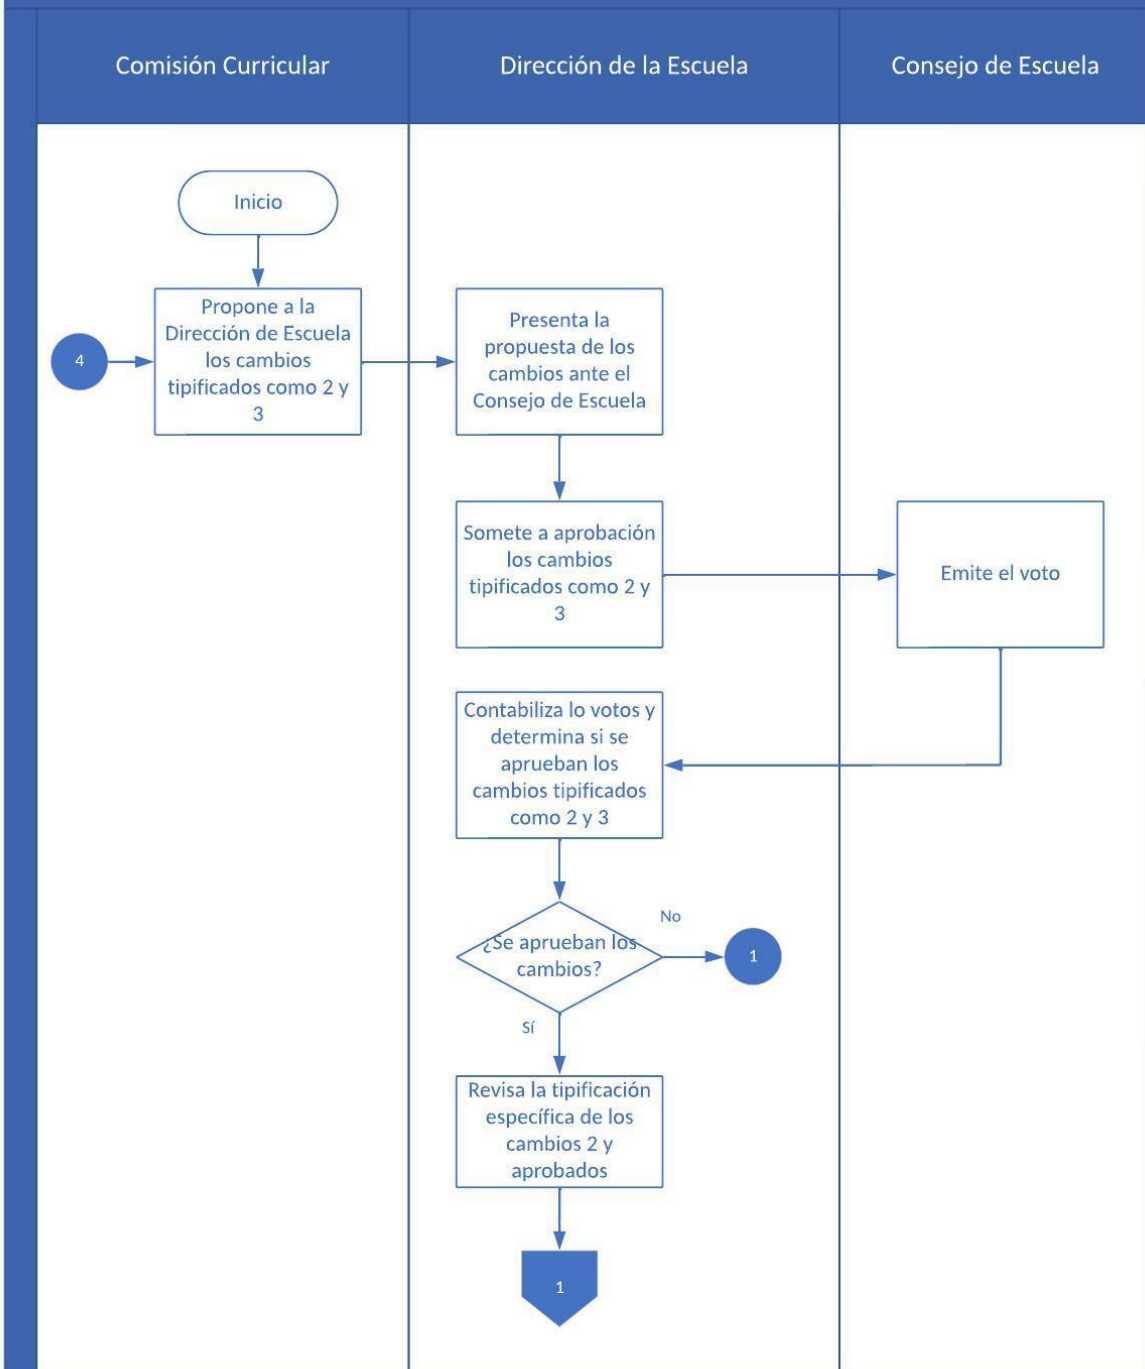 Comisión Curricular
Dirección de la Escuela
Consejo de Escuela
Inicio
4
Propone a la
Dirección de Escuela
los cambios
tipificados como 2 y
3
Presenta la
propuesta de los
cambios ante el
Consejo de Escuela
Somete a aprobación
los cambios
tipificados como 2 y
3
Emite el voto
Contabiliza lo votos y
determina si se
aprueban los
cambios tipificados
como 2 y 3
¿Se aprueban los
cambios?
No
1
Sí
Revisa la tipificación
específica de los
cambios 2 y
aprobados
1